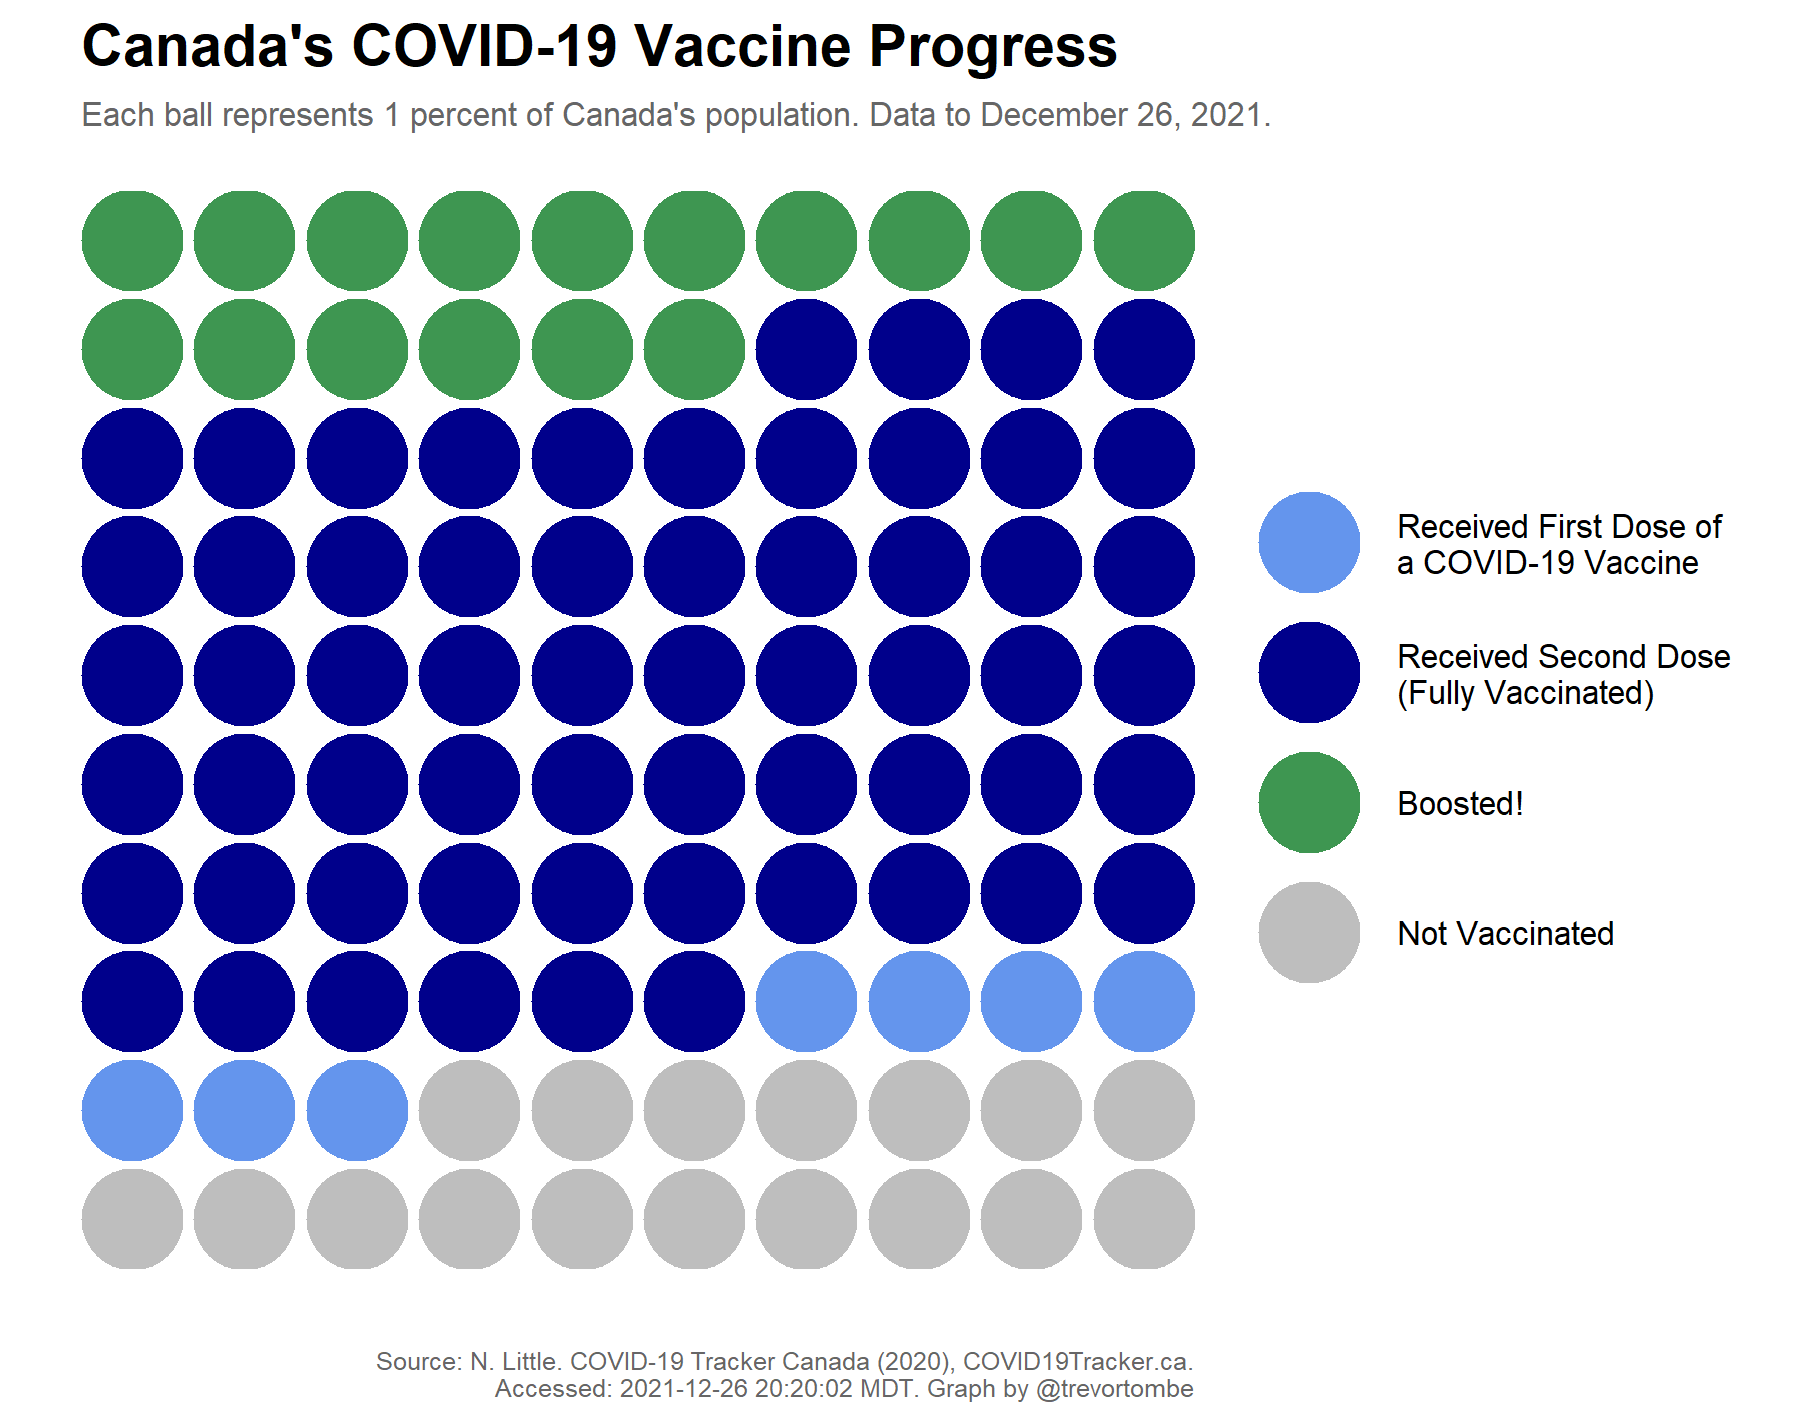 Canada's COVID-19 Vaccine Progress
Each ball represents 1 percent of Canada's population. Data to December 26, 2021.
Received First Dose of
a COVID-19 Vaccine
Received Second Dose
(Fully Vaccinated)
Boosted!
Not Vaccinated
Source: N. Little. COVID-19 Tracker Canada (2020), COVID19Tracker.ca.
Accessed: 2021-12-26 20:20:02 MDT. Graph by @trevortombe